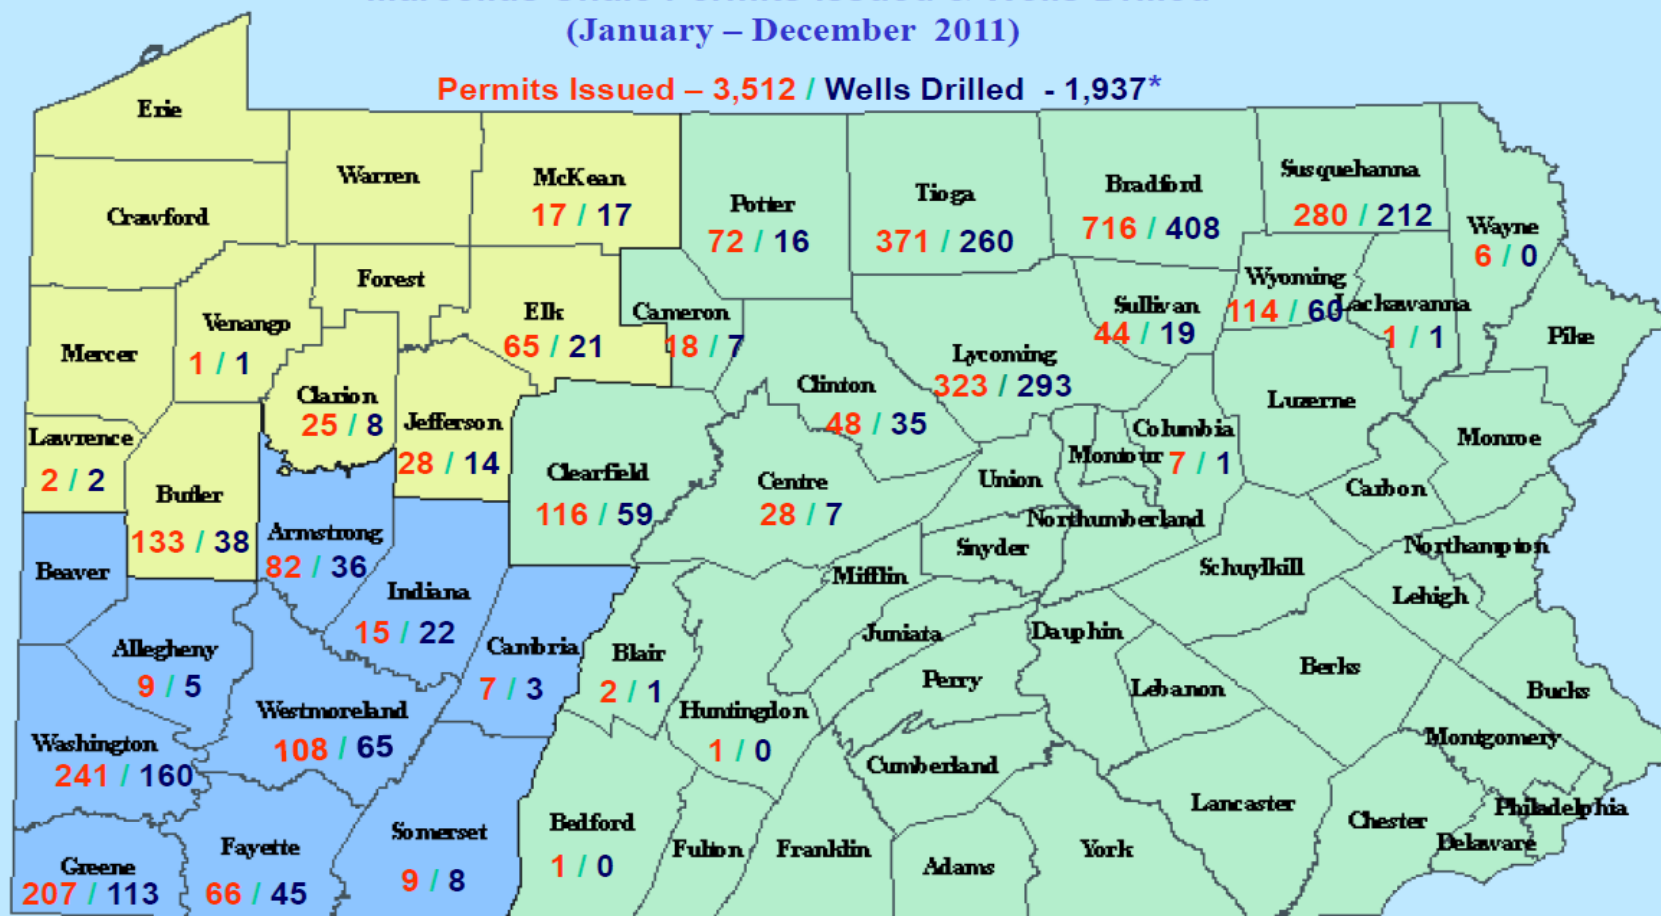 Marcellus Shale Permits Issued & Wells Drilled
(January – December 2011)
Permits Issued – 3,512 / Wells Drilled - 1,937*
Erie
Warren
McKean
17 / 17
Potter
72 / 16
Tioga
371 / 260
Bradford
716 / 408
Susquehanna
280 / 212
Wayne
6 / 0
Crawford
Forest
Elk
65 / 21
Cameron
18 / 7
Sullivan
44 / 19
Wyoming
114 / 60
Lackawanna
1 / 1
Pike
Mercer
Venango
1 / 1
Clarion
25 / 8
Jefferson
28 / 14
Clinton
48 / 35
Lycoming
323 / 293
Luzerne
Monroe
Lawrence
2 / 2
Butler
133 / 38
Clearfield
116 / 59
Centre
28 / 7
Union
Montour
Columbia
7 / 1
Carbon
Northumberland
Snyder
Schuylkill
Northampton
Lehigh
Beaver
Armstrong
82 / 36
Indiana
15 / 22
Cambria
7 / 3
Blair
2 / 1
Mifflin
Juniata
Dauphin
Perry
Lebanon
Berks
Bucks
Allegheny
9 / 5
Westmoreland
108 / 65
Huntingdon
1 / 0
Washington
241 / 160
Cumberland
Montgomery
Lancaster
Chester
Philadelphia
Delaware
Greene
207 / 113
Fayette
66 / 45
Somerset
9 / 8
Bedford
1 / 0
Fulton
Franklin
Adams
York